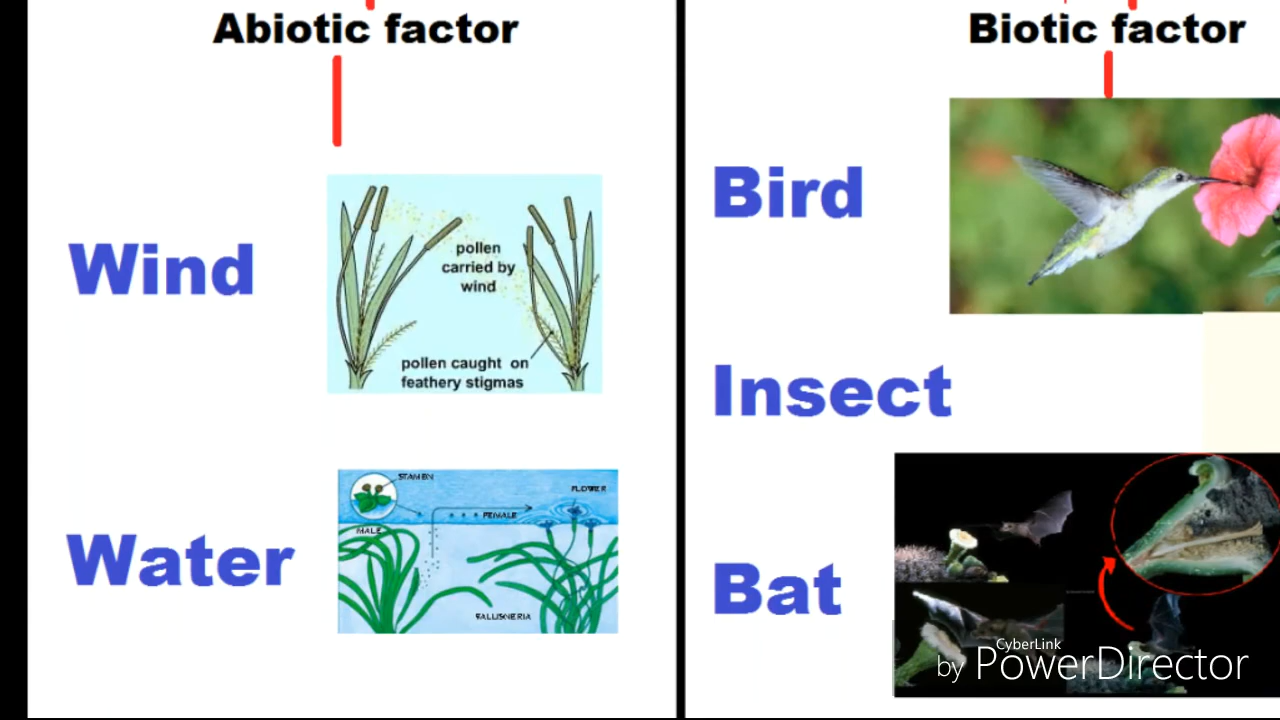 Abiotic factor
Wind
pollen
carried by
wind
pollen caught on
feathery stigmas
Water
STAMEN
FLOWER
FEMALE
MALE
VALLISNERIA
Biotic factor
Bird
Insect
Bat
CyberLink
by PowerDirector